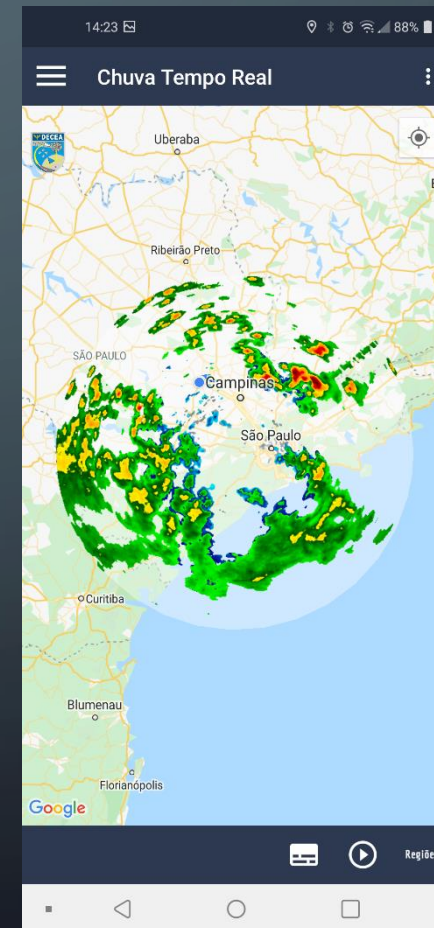 14:23
88%
Chuva Tempo Real
DECEA
Uberaba
Ribeirão Preto
SÃO PAULO
Campinas
São Paulo
Curitiba
Blumenau
Florianópolis
Google
Regiõe